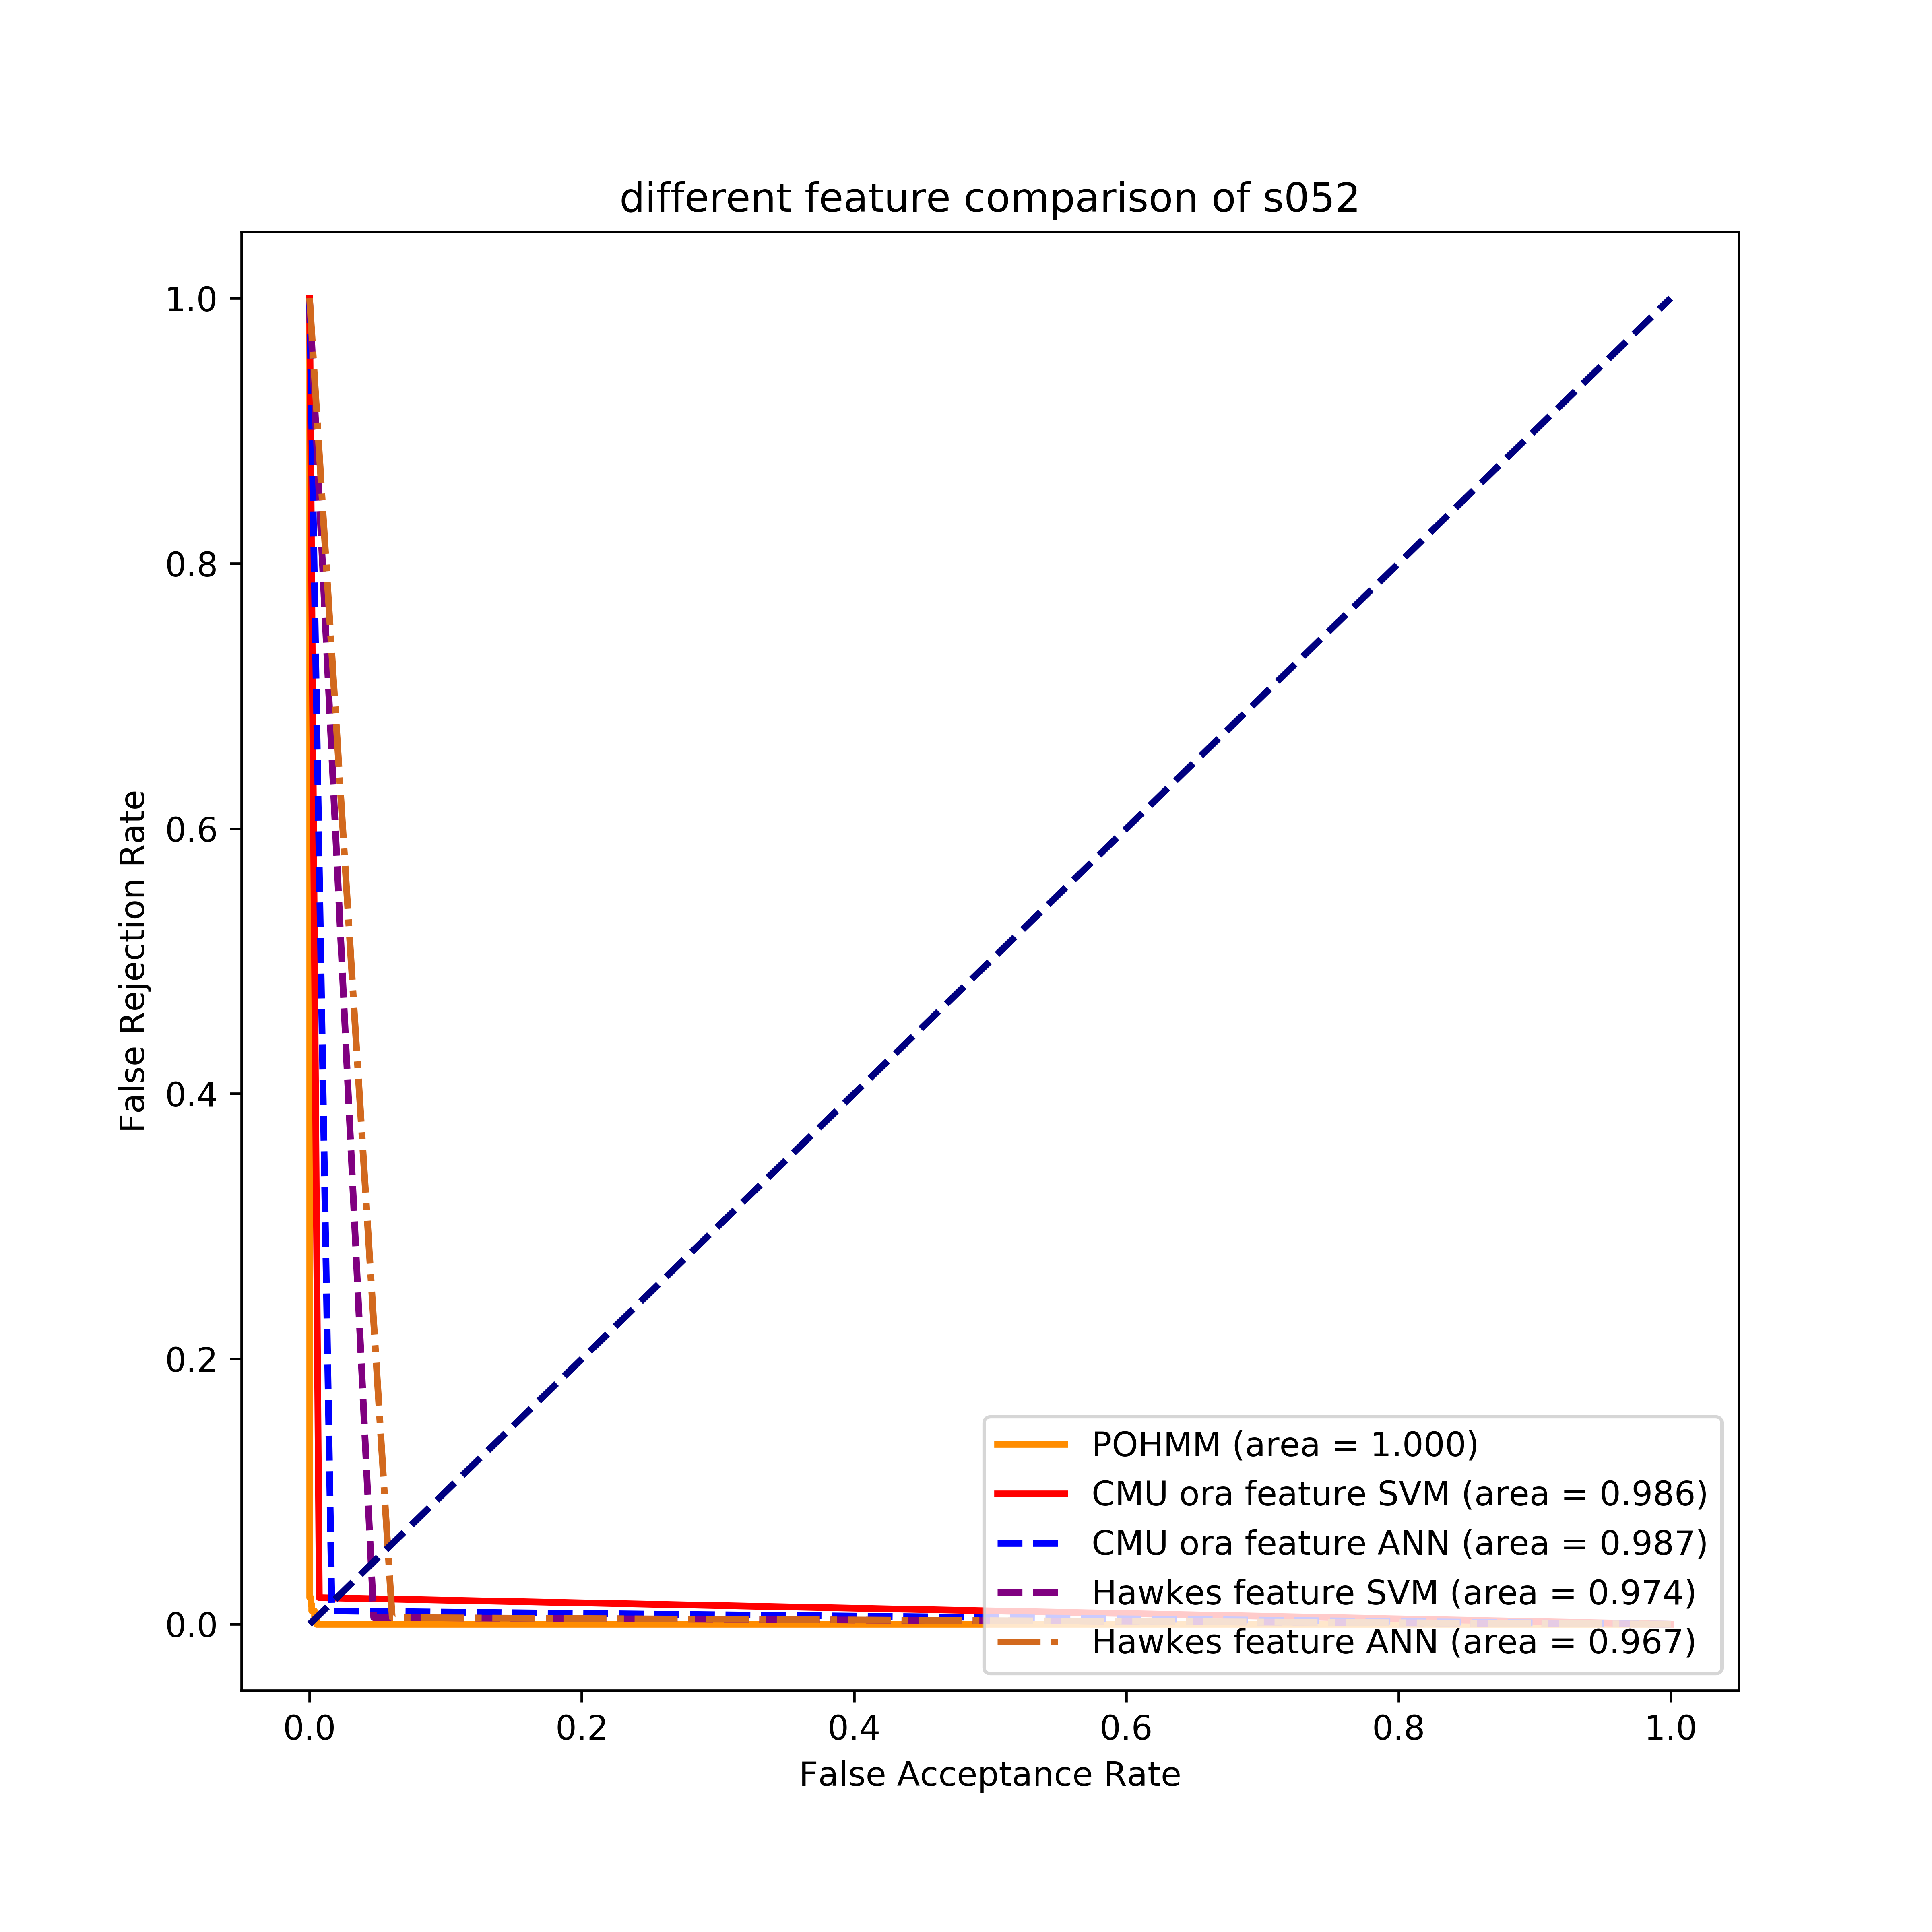 different feature comparison of s052
1.0
0.8
0.6
0.4
0.2
0.0
False Rejection Rate
POHMM (area = 1.000)
CMU ora feature SVM (area = 0.986)
CMU ora feature ANN (area = 0.987)
Hawkes feature SVM (area = 0.974)
Hawkes feature ANN (area = 0.967)
0.0 0.2 0.4 0.6 0.8 1.0
False Acceptance Rate